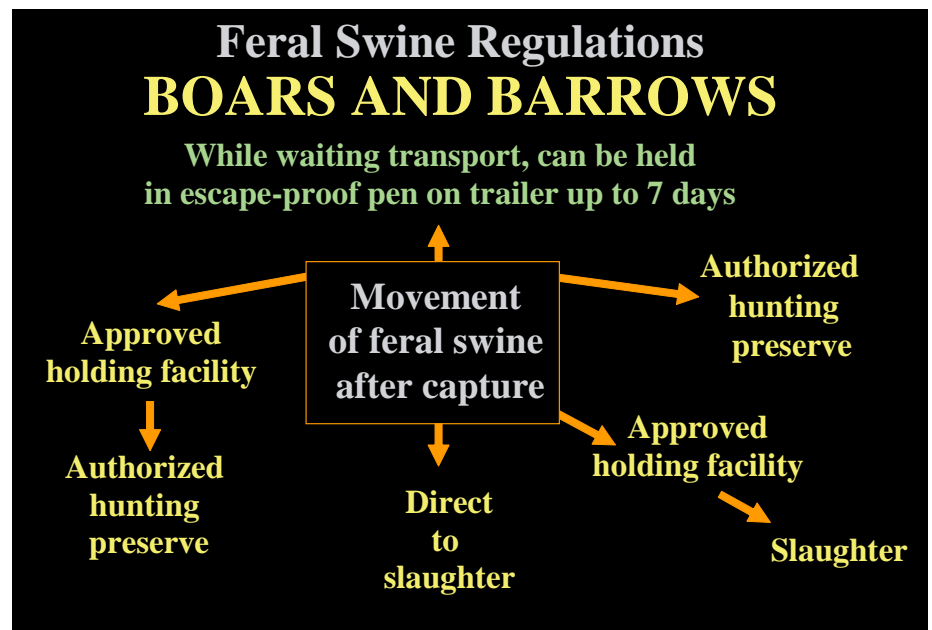 Feral Swine Regulations
BOARS AND BARROWS
While waiting transport, can be held
in escape-proof pen on trailer up to 7 days
Movement
of feral swine
after capture
Approved
holding facility
Authorized
hunting
preserve
Direct
to
slaughter
Authorized
hunting
preserve
Approved
holding facility
Slaughter